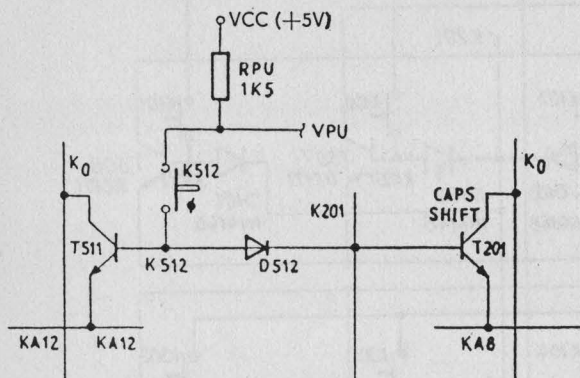 VCC (+5V)
RPU
1K5
VPU
K0
K512
CAPS
SHIFT
K0
K201
T511
K512
D512
T201
KA12
KA12
KA8